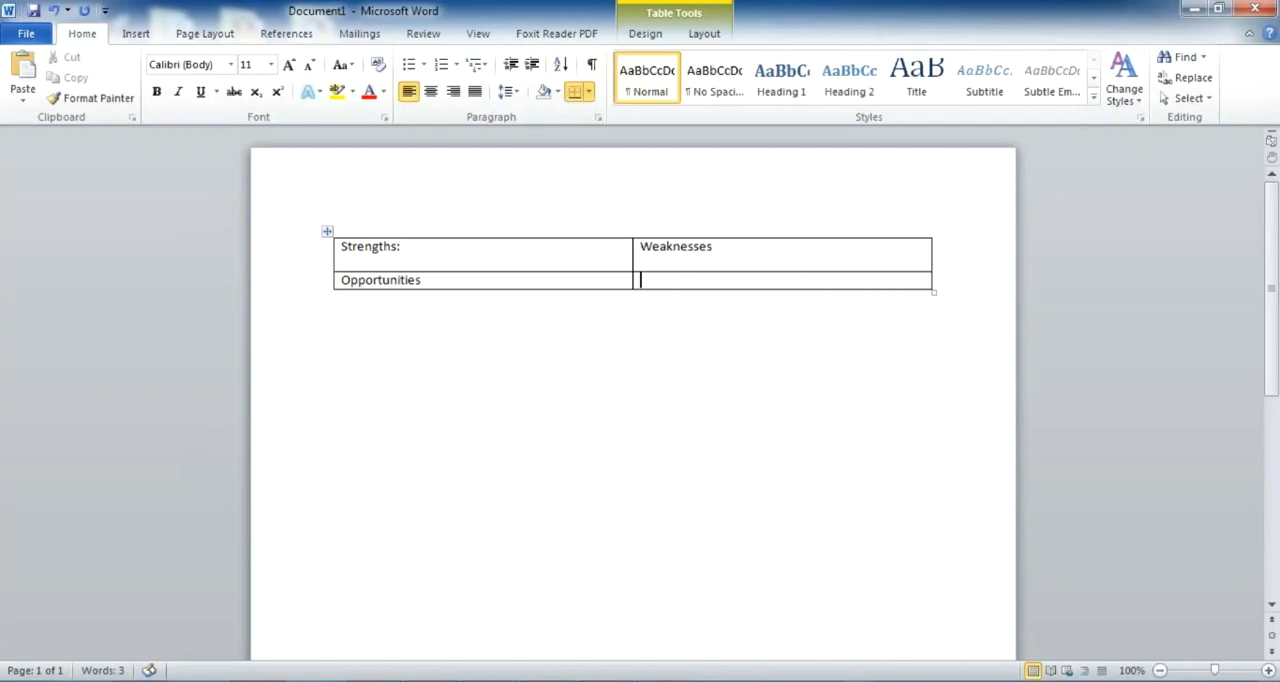 Document1 - Microsoft Word
Table Tools
File Home Insert Page Layout References Mailings Review View Foxit Reader PDF Design Layout
Paste
Cut
Copy
Format Painter
Clipboard
Calibri (Body) 11
Font
Paragraph
AaBbCcDc AaBbCcDc AaBbC AaBbCc AaB AaBbCc. AaBbCcDc
¶ Normal ¶ No Spaci... Heading 1 Heading 2 Title Subtitle Subtle Em...
Change
Styles
Styles
Find
Replace
Select
Editing
Strengths: Weaknesses
Opportunities
Page: 1 of 1 Words: 3 100%